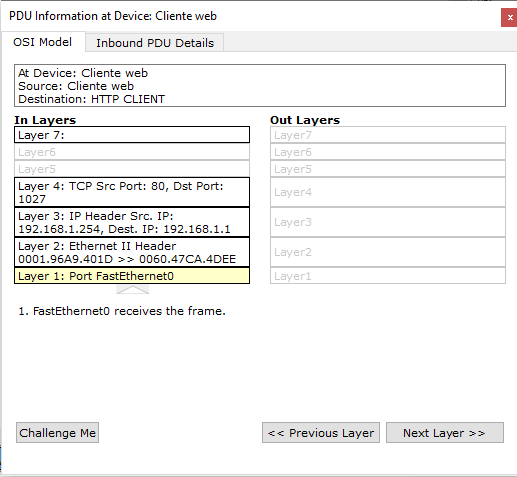 PDU Information at Device: Cliente web
x
OSI Model
Inbound PDU Details
At Device: Cliente web
Source: Cliente web
Destination: HTTP CLIENT
In Layers
Out Layers
Layer 7:
Layer6
Layer5
Layer 4: TCP Src Port: 80, Dst Port:
1027
Layer 3: IP Header Src. IP:
192.168.1.254, Dest. IP: 192.168.1.1
Layer 2: Ethernet II Header
0001.96A9.401D >> 0060.47CA.4DEE
Layer 1: Port FastEthernet0
Layer7
Layer6
Layer5
Layer4
Layer3
Layer2
Layer1
1. FastEthernet0 receives the frame.
Challenge Me
<< Previous Layer
Next Layer >>